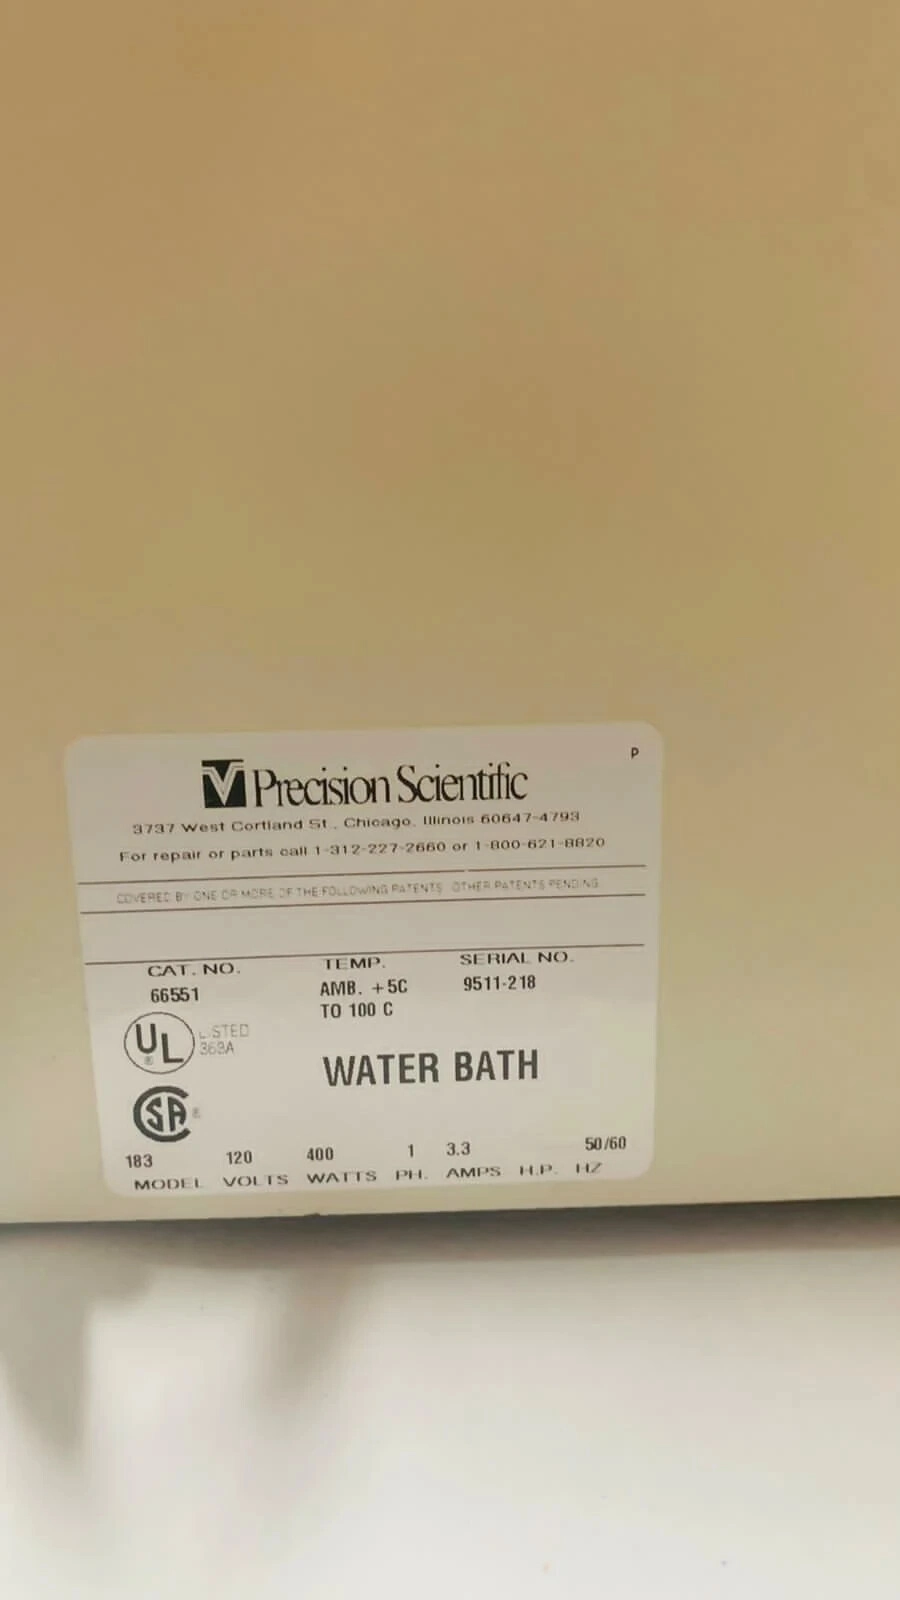 P
Precision Scientific
3737 West Cortland St., Chicago, Illinois 60647-4793
For repair or parts call 1-312-227-2660 or 1-800-621-8820
COVERED BY ONE OR MORE OF THE FOLLOWING PATENTS OTHER PATENTS PENDING
CAT. NO. TEMP. SERIAL NO.
66551 AMB. +5C 9511-218
TO 100 C
UL® LISTED
WATER BATH
SA®
183 120 400 1 3.3 50/60
MODEL VOLTS WATTS PH. AMPS H.P. HZ